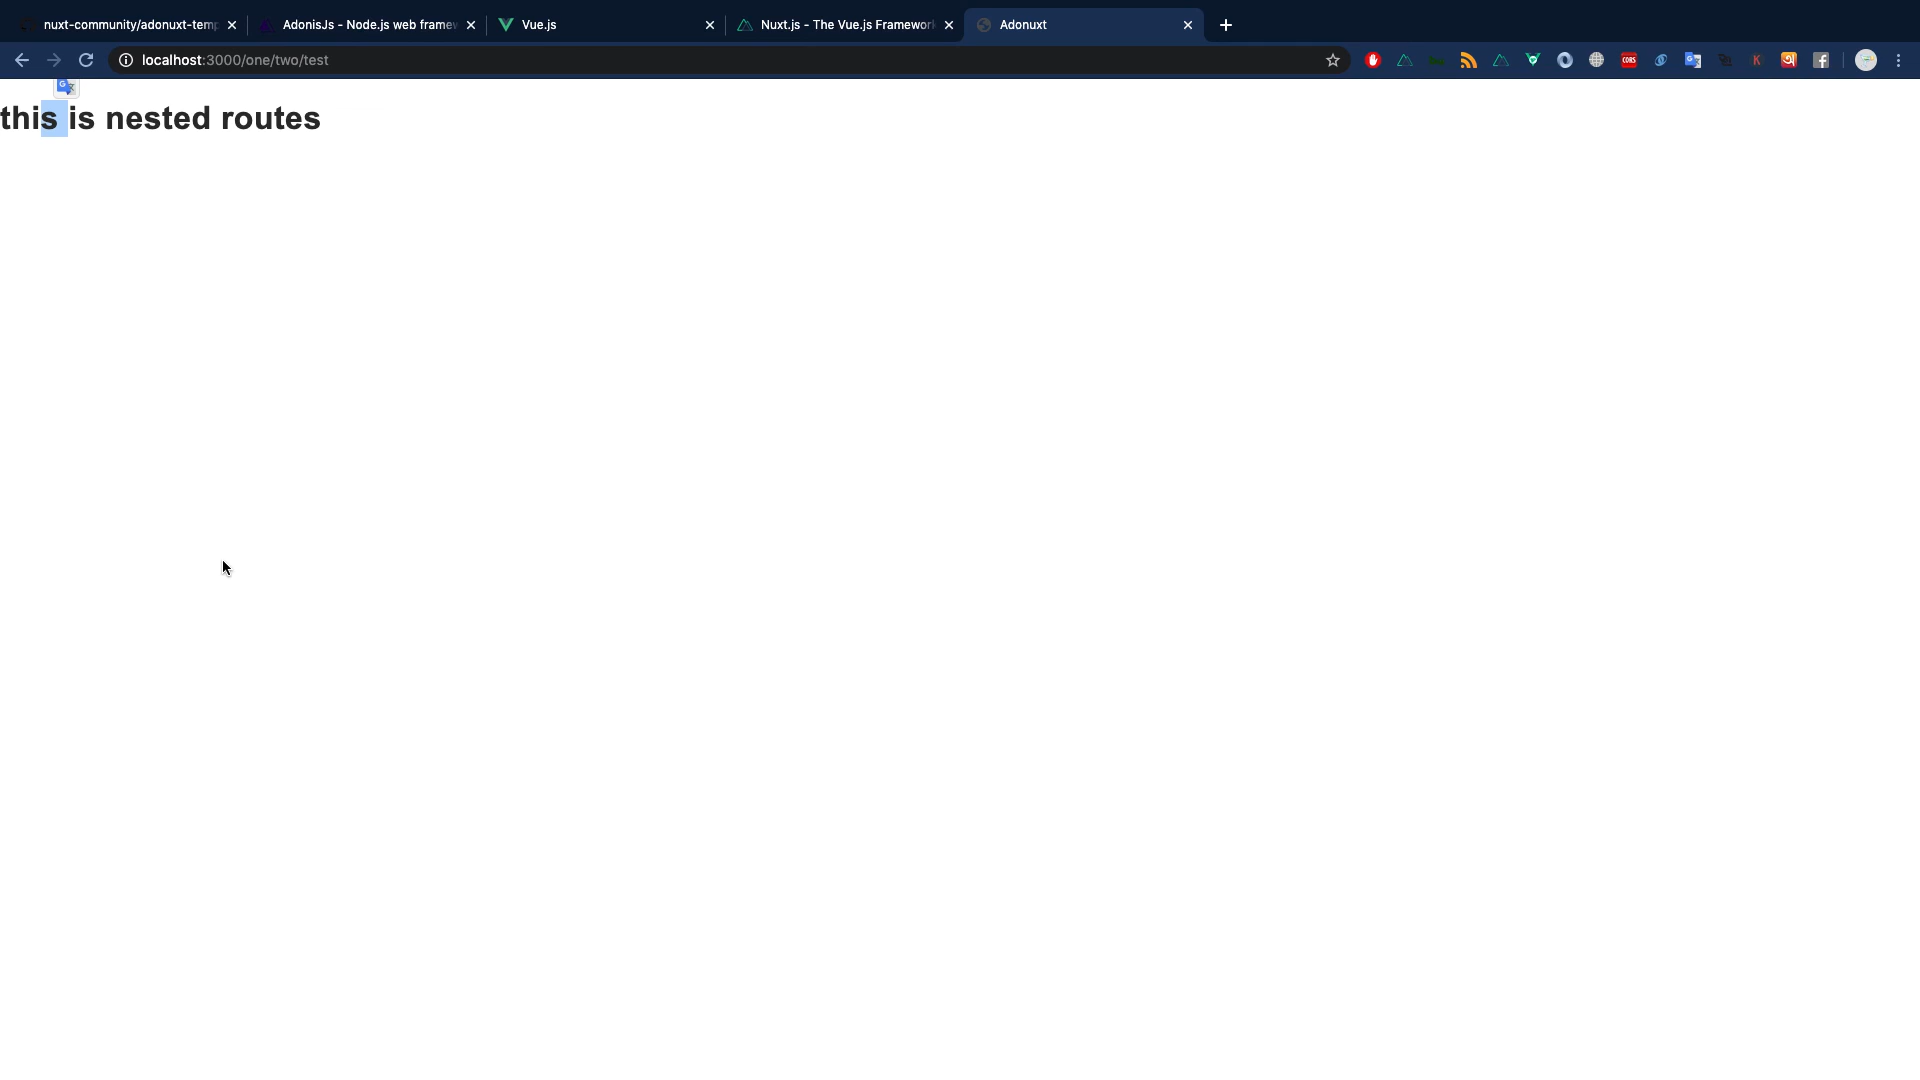 nuxt-community/adonuxt-temp
AdonisJs - Node.js web framew
Vue.js
Nuxt.js - The Vue.js Framework
Adonuxt
localhost:3000/one/two/test
this is nested routes